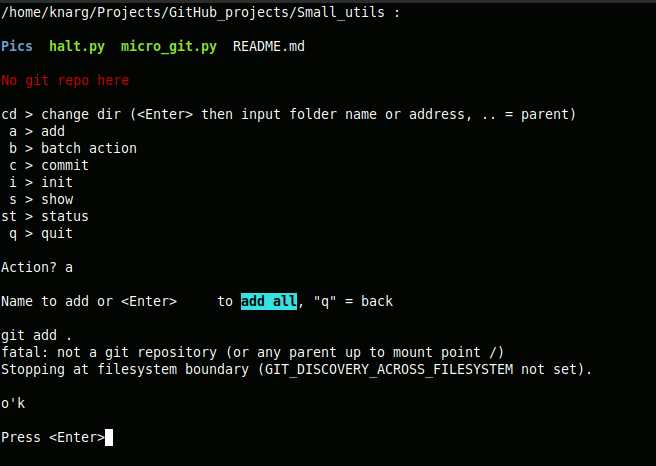 /home/knarg/Projects/GitHub_projects/Small_utils :
Pics  halt.py  micro_git.py  README.md
No git repo here
cd > change dir (<Enter> then input folder name or address, .. = parent)
 a > add
 b > batch action
 c > commit
 i > init
 s > show
st > status
 q > quit
Action? a
Name to add or <Enter>     to add all, "q" = back
git add .
fatal: not a git repository (or any parent up to mount point /)
Stopping at filesystem boundary (GIT_DISCOVERY_ACROSS_FILESYSTEM not set).
o'k
Press <Enter>